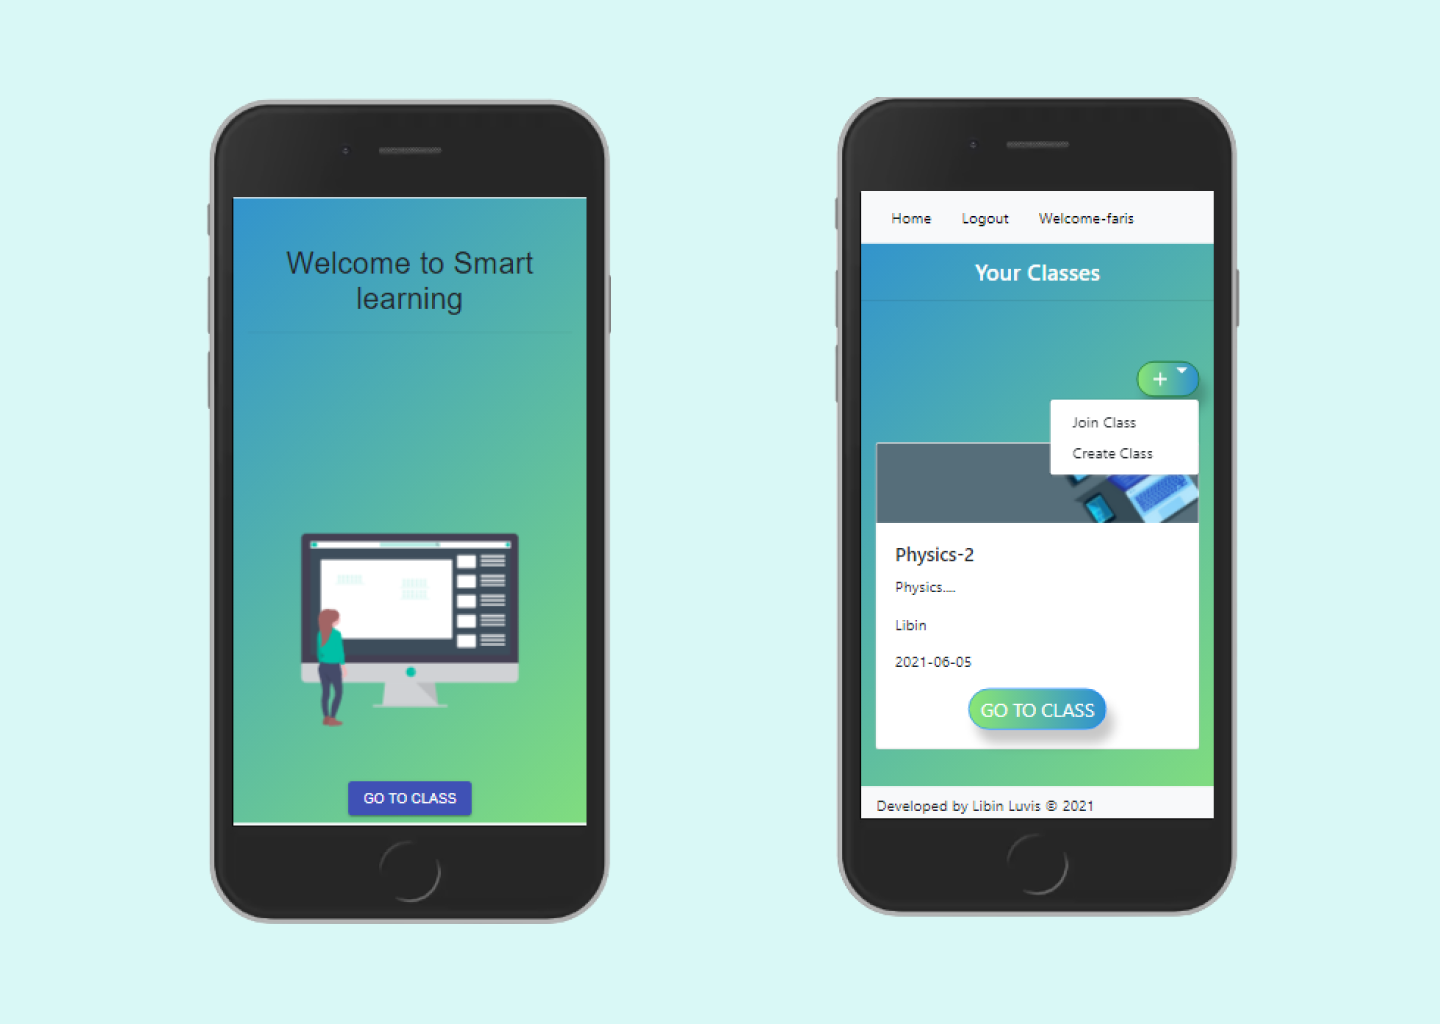 Welcome to Smart
learning
GO TO CLASS
Home Logout Welcome-faris
Your Classes
+
Join Class
Create Class
Physics-2
Physics....
Libin
2021-06-05
GO TO CLASS
Developed by Libin Luvis © 2021